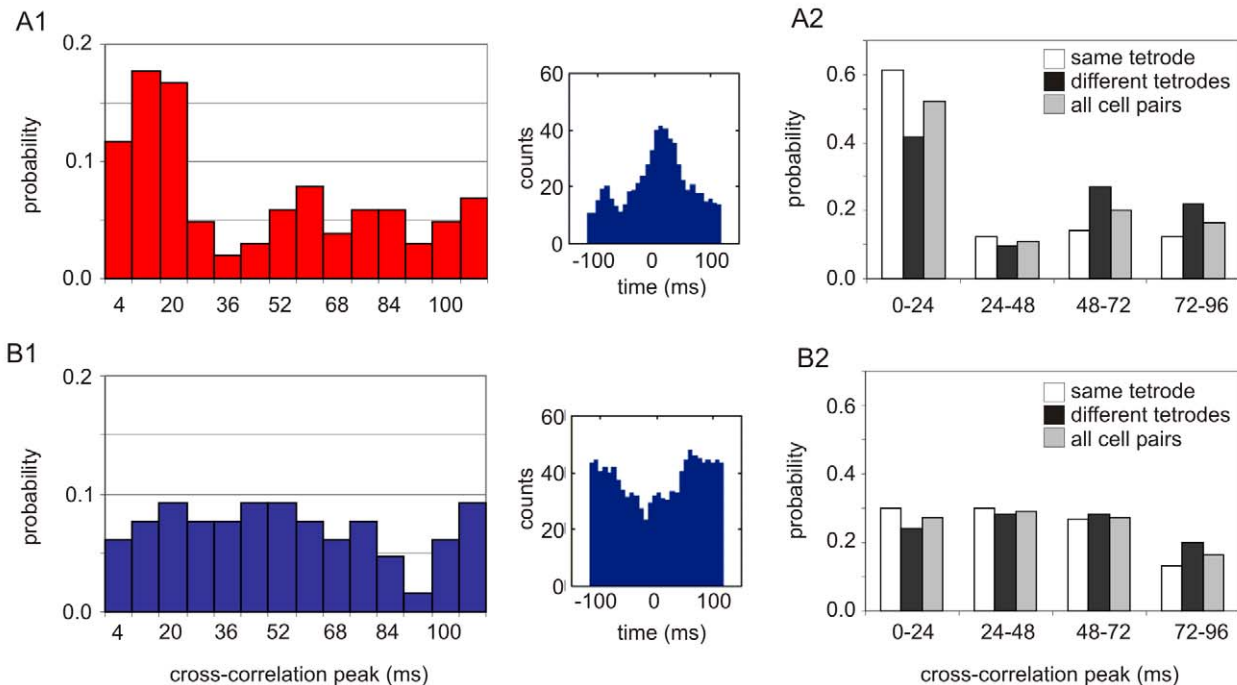 A1
0.2
0.1
0.0
probability
4 20 36 52 68 84 100
60
40
20
0
counts
-100 0 100
time (ms)
A2
0.6
0.4
0.2
0.0
probability
same tetrode
different tetrodes
all cell pairs
0-24 24-48 48-72 72-96
B1
0.2
0.1
0.0
probability
4 20 36 52 68 84 100
cross-correlation peak (ms)
60
40
20
0
counts
-100 0 100
time (ms)
B2
0.6
0.4
0.2
0.0
probability
same tetrode
different tetrodes
all cell pairs
0-24 24-48 48-72 72-96
cross-correlation peak (ms)